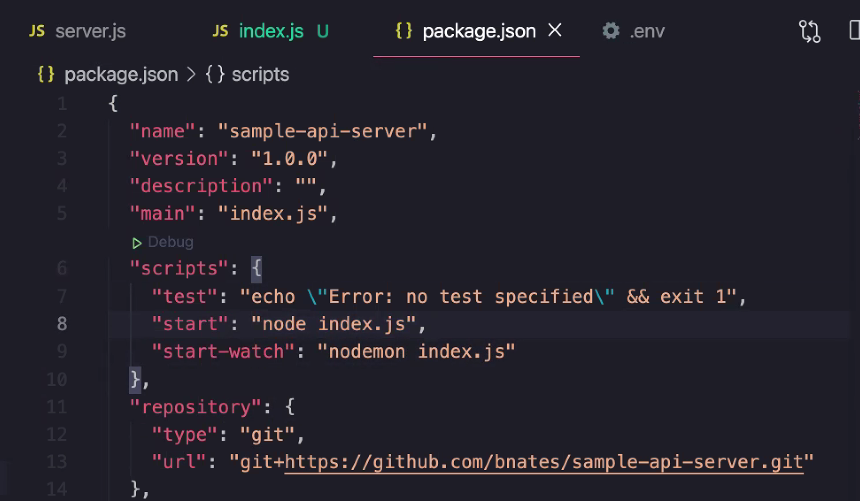 JS server.js JS index.js U {} package.json × .env
{} package.json > {} scripts
1 {
2 "name": "sample-api-server",
3 "version": "1.0.0",
4 "description": "",
5 "main": "index.js",
Debug
6 "scripts": {
7 "test": "echo \"Error: no test specified\" && exit 1",
8 "start": "node index.js",
9 "start-watch": "nodemon index.js"
10 },
11 "repository": {
12 "type": "git",
13 "url": "git+https://github.com/bnates/sample-api-server.git"
14 },